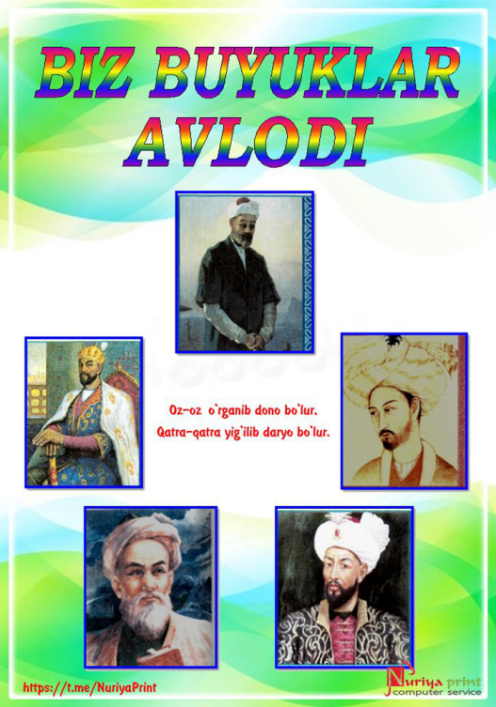 BIZ BUYUKLAR
AVLODI
Oz-oz o'rganib dono bo'lur.
Qatra-qatra yig'ilib daryo bo'lur.
https://t.me/NuriyaPrint
Nuriya print
computer service